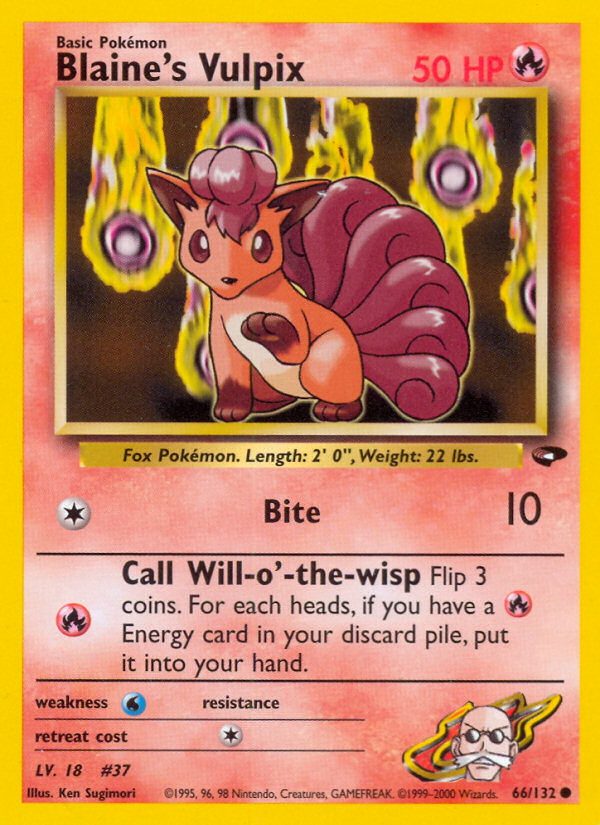 Basic Pokémon
Blaine's Vulpix 50 HP
Fox Pokémon. Length: 2' 0", Weight: 22 lbs.
Bite 10
Call Will-o'-the-wisp Flip 3
coins. For each heads, if you have a
Energy card in your discard pile, put
it into your hand.
weakness resistance
retreat cost
LV. 18 #37
Illus. Ken Sugimori ©1995, 96, 98 Nintendo, Creatures, GAMEFREAK. ©1999-2000 Wizards. 66/132